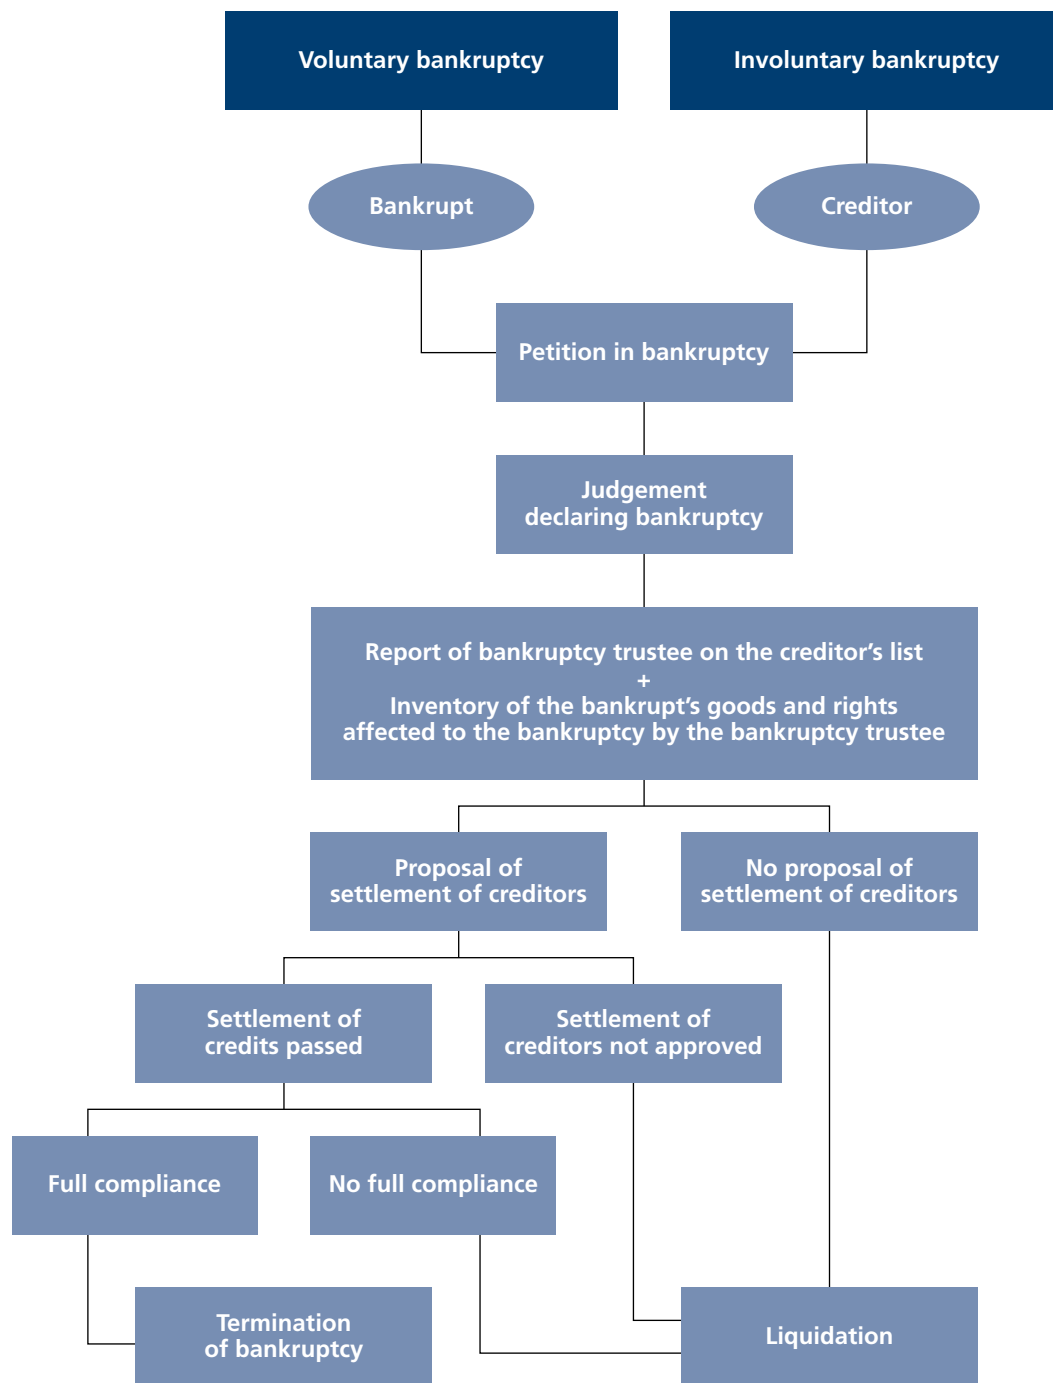 Voluntary bankruptcy
Involuntary bankruptcy
Bankrupt
Creditor
Petition in bankruptcy
Judgement
declaring bankruptcy
Report of bankruptcy trustee on the creditor’s list
+
Inventory of the bankrupt’s goods and rights
affected to the bankruptcy by the bankruptcy trustee
Proposal of
settlement of creditors
No proposal of
settlement of creditors
Settlement of
credits passed
Settlement of
creditors not approved
Full compliance
No full compliance
Termination
of bankruptcy
Liquidation